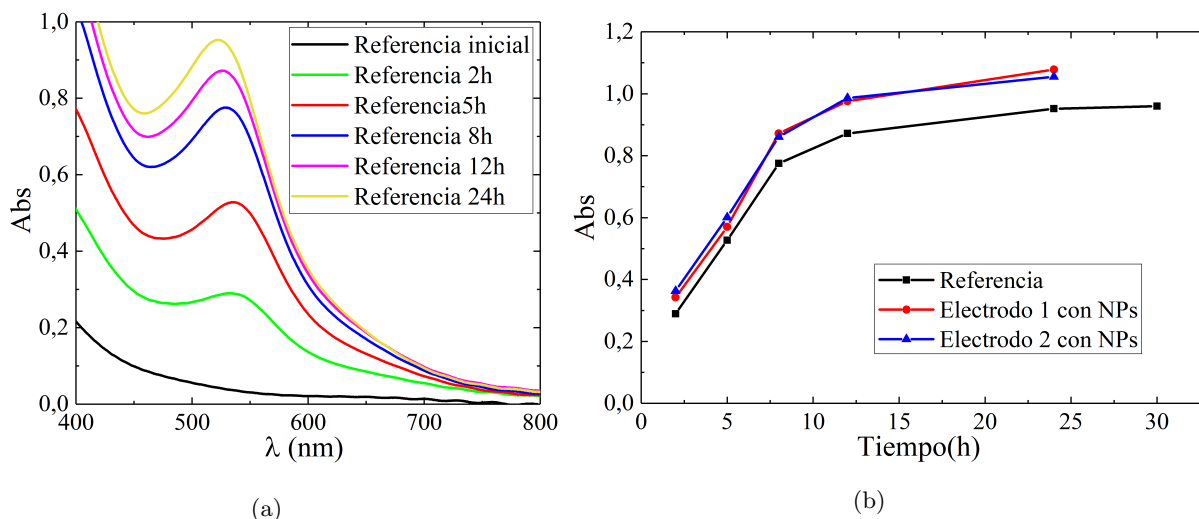 1,0
0,8
0,6
0,4
0,2
0,0
Abs
400
500
600
700
800
λ (nm)
Referencia inicial
Referencia 2h
Referencia5h
Referencia 8h
Referencia 12h
Referencia 24h
(a)
1,2
1,0
0,8
0,6
0,4
0,2
0,0
Abs
0
5
10
15
20
25
30
Tiempo(h)
Referencia
Electrodo 1 con NPs
Electrodo 2 con NPs
(b)